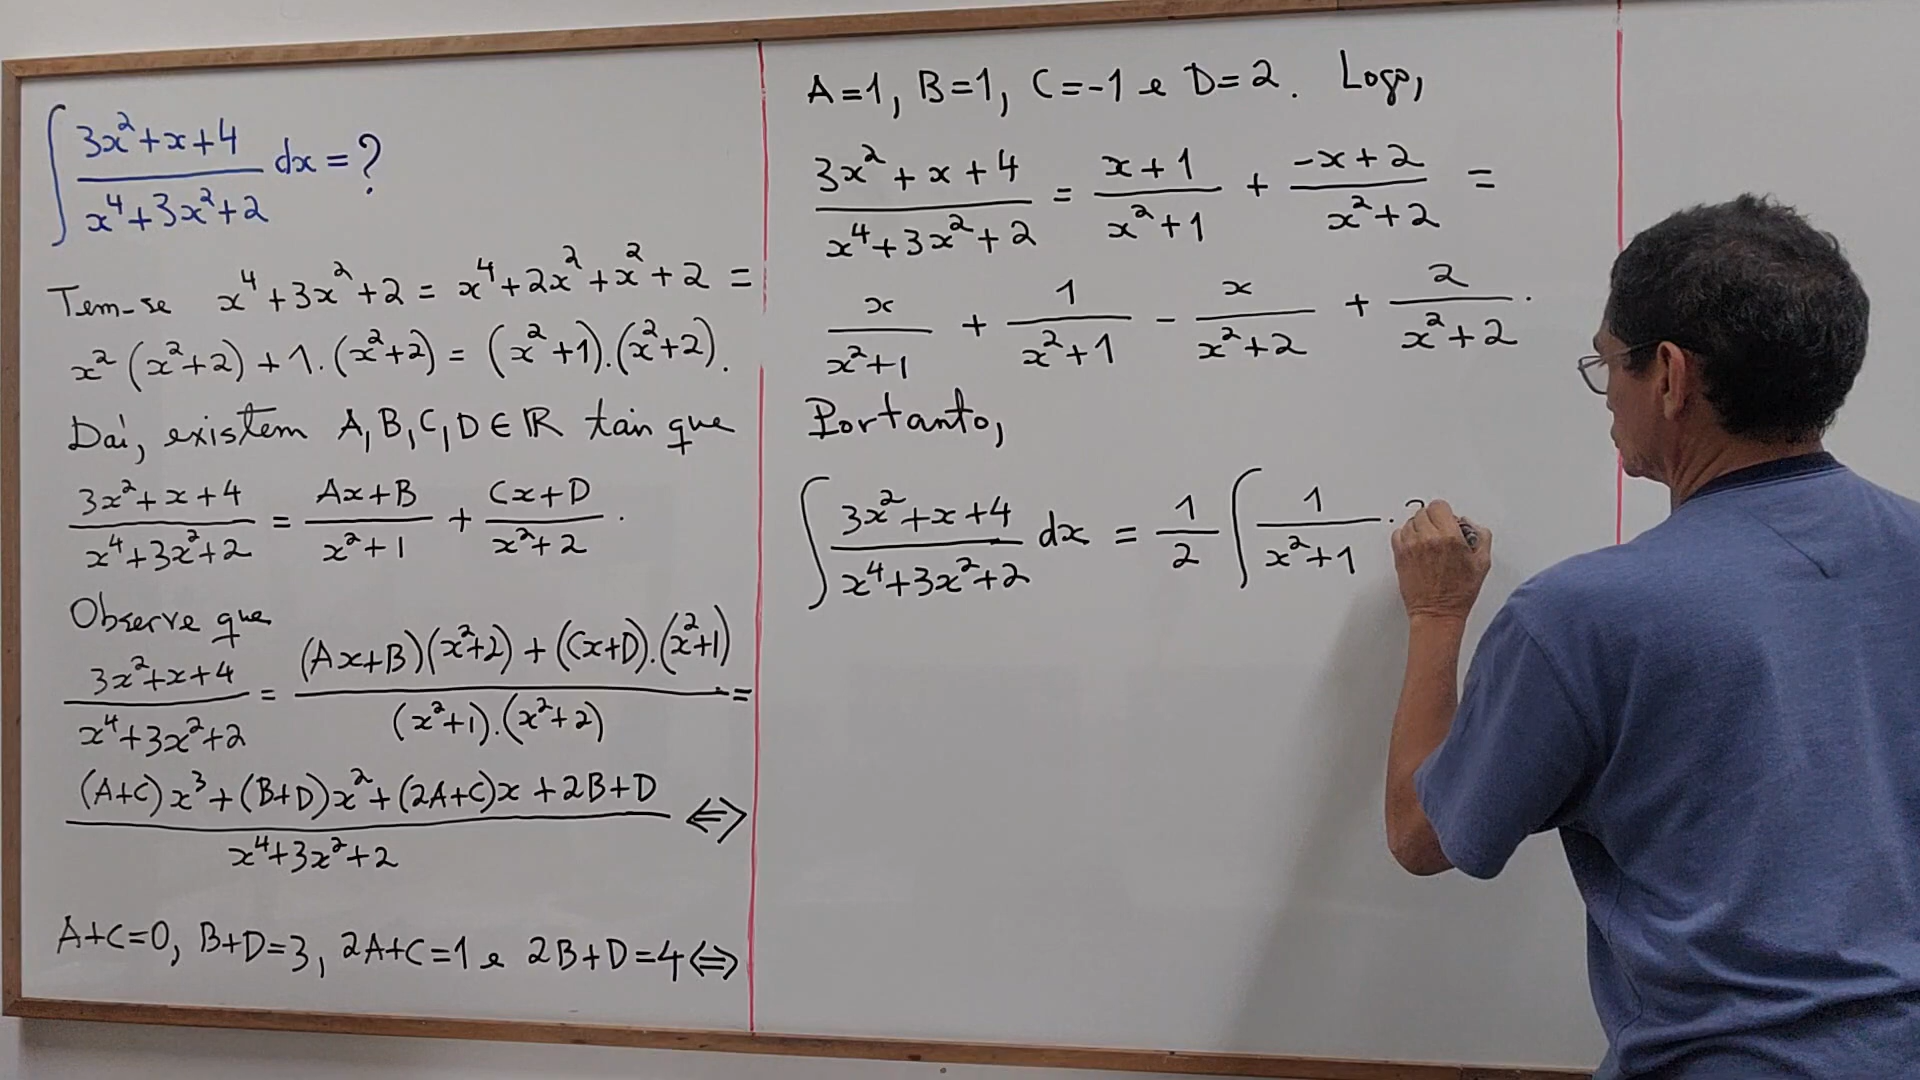 ∫ (3x²+x+4)/(x⁴+3x²+2) dx = ?
Tem-se x⁴+3x²+2 = x⁴+2x²+x²+2 =
x²(x²+2)+1.(x²+2) = (x²+1).(x²+2).
Daí, existem A,B,C,D∈ℝ tais que
(3x²+x+4)/(x⁴+3x²+2) = (Ax+B)/(x²+1) + (Cx+D)/(x²+2).
Observe que
(3x²+x+4)/(x⁴+3x²+2) = ((Ax+B)(x²+2)+(Cx+D).(x²+1))/((x²+1).(x²+2)) =
((A+C)x³+(B+D)x²+(2A+C)x+2B+D)/(x⁴+3x²+2) ⇔
A+C=0, B+D=3, 2A+C=1 e 2B+D=4 ⇔
A=1, B=1, C=-1 e D=2. Logo,
(3x²+x+4)/(x⁴+3x²+2) = (x+1)/(x²+1) + (-x+2)/(x²+2) =
x/(x²+1) + 1/(x²+1) - x/(x²+2) + 2/(x²+2).
Portanto,
∫ (3x²+x+4)/(x⁴+3x²+2) dx = 1/2 ∫ 1/(x²+1) .